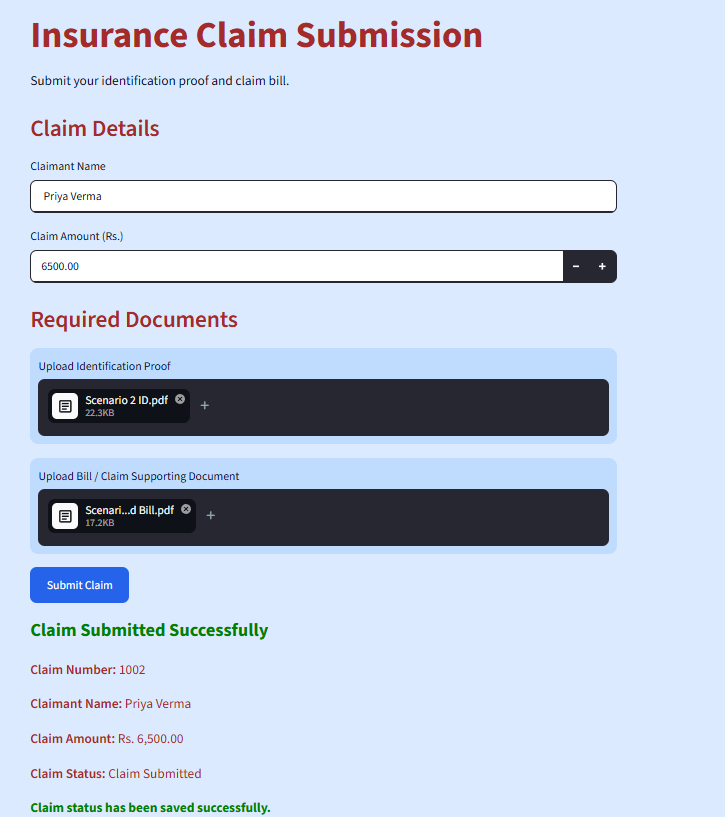 Insurance Claim Submission
Submit your identification proof and claim bill.
Claim Details
Claimant Name
Priya Verma
Claim Amount (Rs.)
6500.00
− +
Required Documents
Upload Identification Proof
Scenario 2 ID.pdf
22.3KB
+
Upload Bill / Claim Supporting Document
Scenari...d Bill.pdf
17.2KB
+
Submit Claim
Claim Submitted Successfully
Claim Number: 1002
Claimant Name: Priya Verma
Claim Amount: Rs. 6,500.00
Claim Status: Claim Submitted
Claim status has been saved successfully.